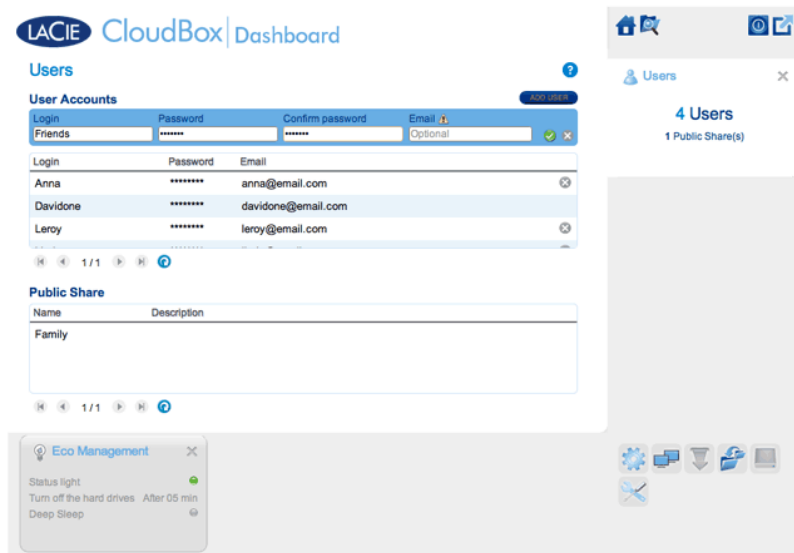 LACIE CloudBox Dashboard
Users
User Accounts
ADD USER
Login Password Confirm password Email
Friends ••••••• ••••••• Optional
Login Password Email
Anna ******** anna@email.com
Davidone ******** davidone@email.com
Leroy ******** leroy@email.com
1 / 1
Public Share
Name Description
Family
1 / 1
Users
4 Users
1 Public Share(s)
Eco Management
Status light
Turn off the hard drives After 05 min
Deep Sleep